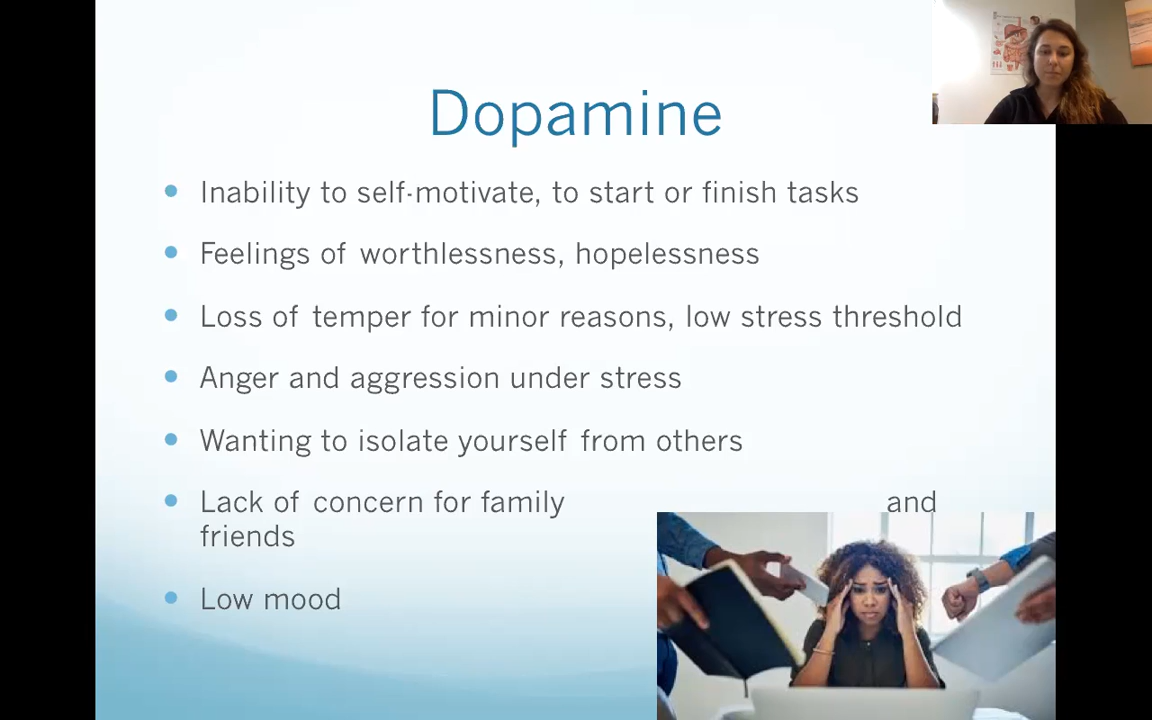 Dopamine
Inability to self-motivate, to start or finish tasks
Feelings of worthlessness, hopelessness
Loss of temper for minor reasons, low stress threshold
Anger and aggression under stress
Wanting to isolate yourself from others
Lack of concern for family and
friends
Low mood